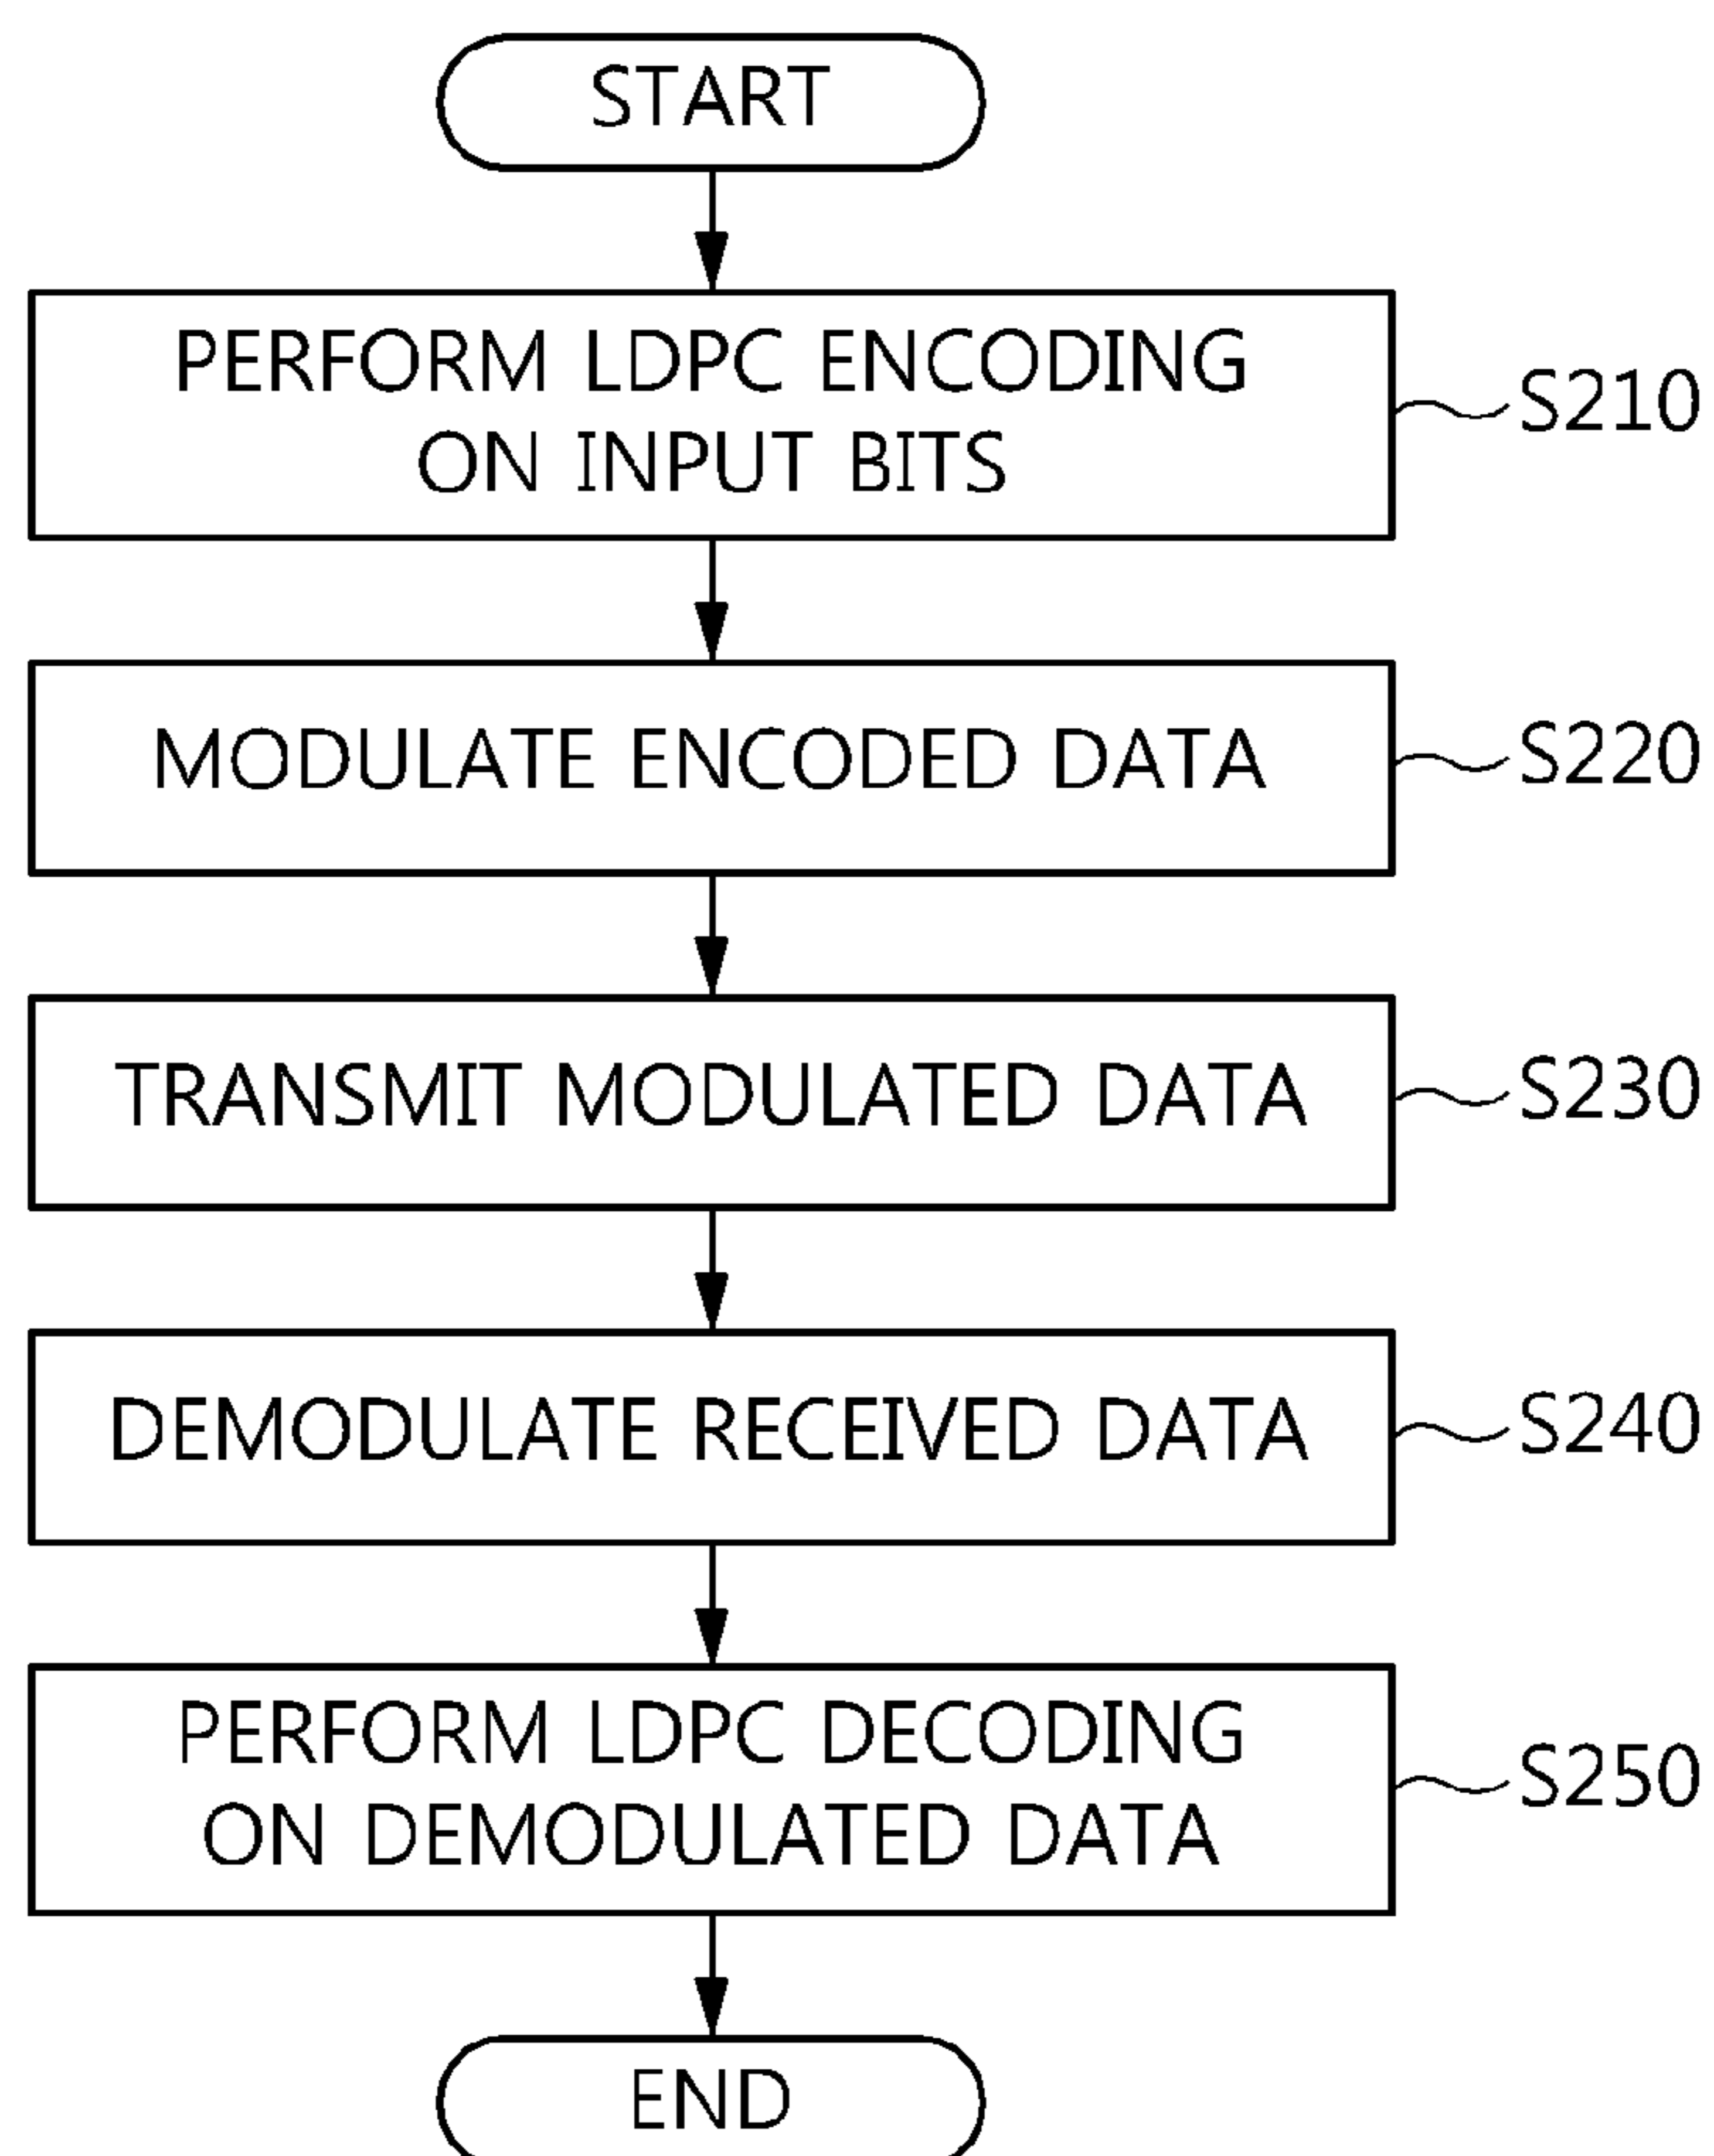 START
PERFORM LDPC ENCODING
ON INPUT BITS
S210
MODULATE ENCODED DATA
S220
TRANSMIT MODULATED DATA
S230
DEMODULATE RECEIVED DATA
S240
PERFORM LDPC DECODING
ON DEMODULATED DATA
S250
END